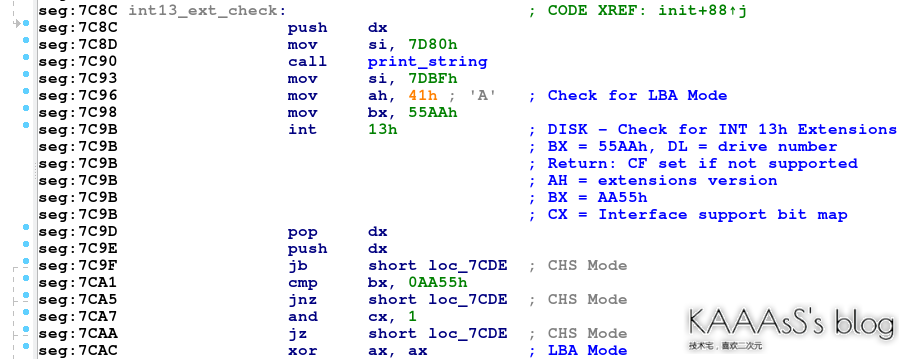 seg:7C8C int13_ext_check: ; CODE XREF: init+88↑j
seg:7C8C push dx
seg:7C8D mov si, 7D80h
seg:7C90 call print_string
seg:7C93 mov si, 7DBFh
seg:7C96 mov ah, 41h ; 'A' ; Check for LBA Mode
seg:7C98 mov bx, 55AAh
seg:7C9B int 13h ; DISK - Check for INT 13h Extensions
seg:7C9B ; BX = 55AAh, DL = drive number
seg:7C9B ; Return: CF set if not supported
seg:7C9B ; AH = extensions version
seg:7C9B ; BX = AA55h
seg:7C9B ; CX = Interface support bit map
seg:7C9D pop dx
seg:7C9E push dx
seg:7C9F jb short loc_7CDE ; CHS Mode
seg:7CA1 cmp bx, 0AA55h
seg:7CA5 jnz short loc_7CDE ; CHS Mode
seg:7CA7 and cx, 1
seg:7CAA jz short loc_7CDE ; CHS Mode
seg:7CAC xor ax, ax ; LBA Mode
KAAAsS's blog
技术宅，喜欢二次元